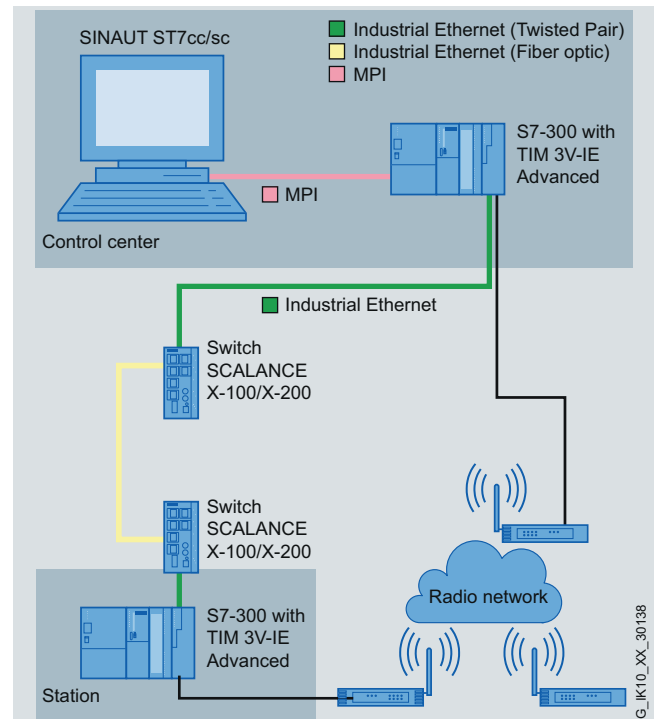 SINAUT ST7cc/sc
Industrial Ethernet (Twisted Pair)
Industrial Ethernet (Fiber optic)
MPI
S7-300 with
TIM 3V-IE
Advanced
MPI
Control center
Industrial Ethernet
Switch
SCALANCE
X-100/X-200
Switch
SCALANCE
X-100/X-200
Radio network
S7-300 with
TIM 3V-IE
Advanced
Station
G_IK10_XX_30138